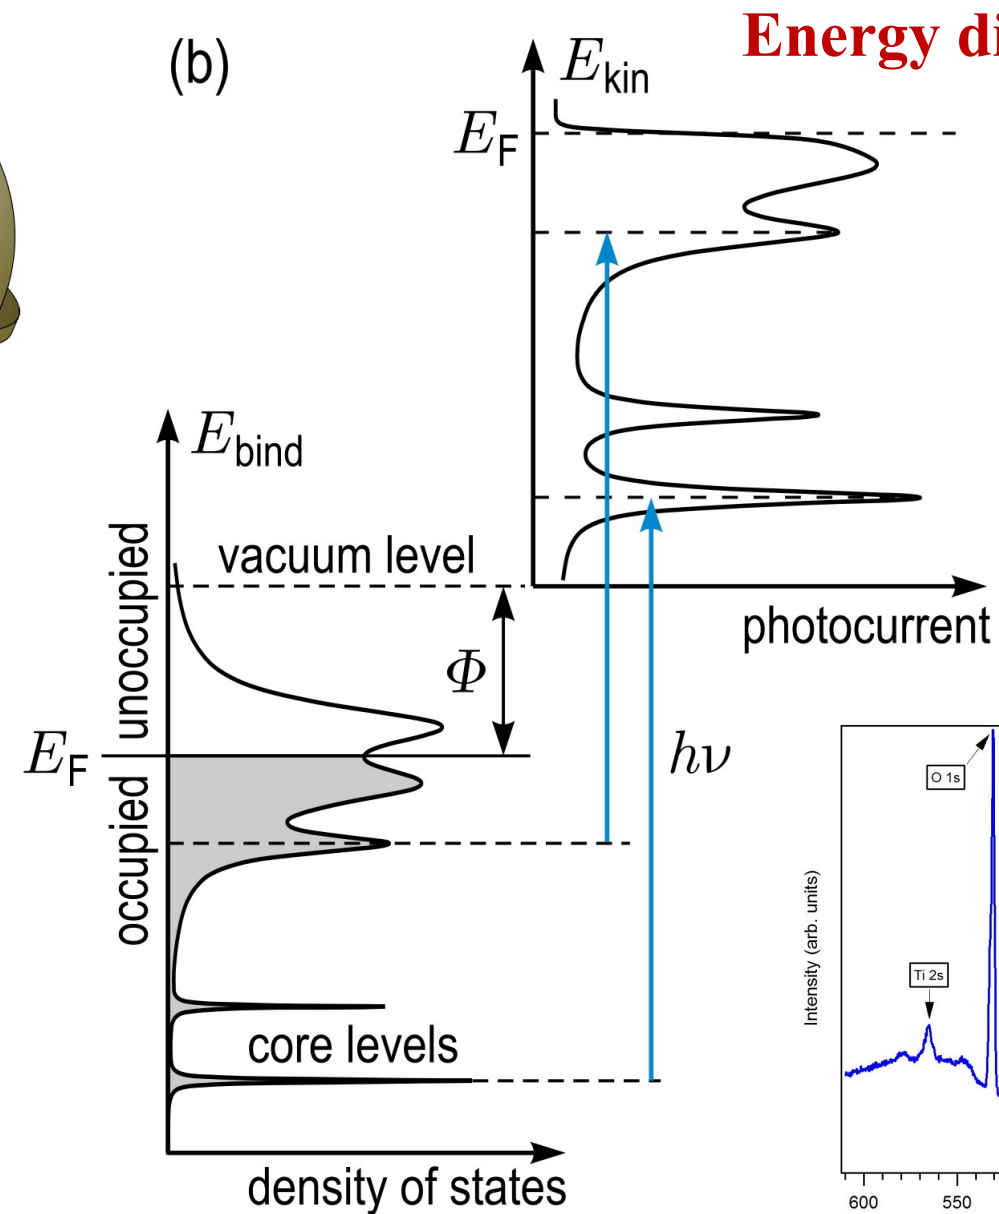 Energy di
(b)
E_kin
E_F
E_bind
unoccupied
vacuum level
photocurrent
Φ
E_F
hν
occupied
core levels
density of states
O 1s
Ti 2s
Intensity (arb. units)
600
550